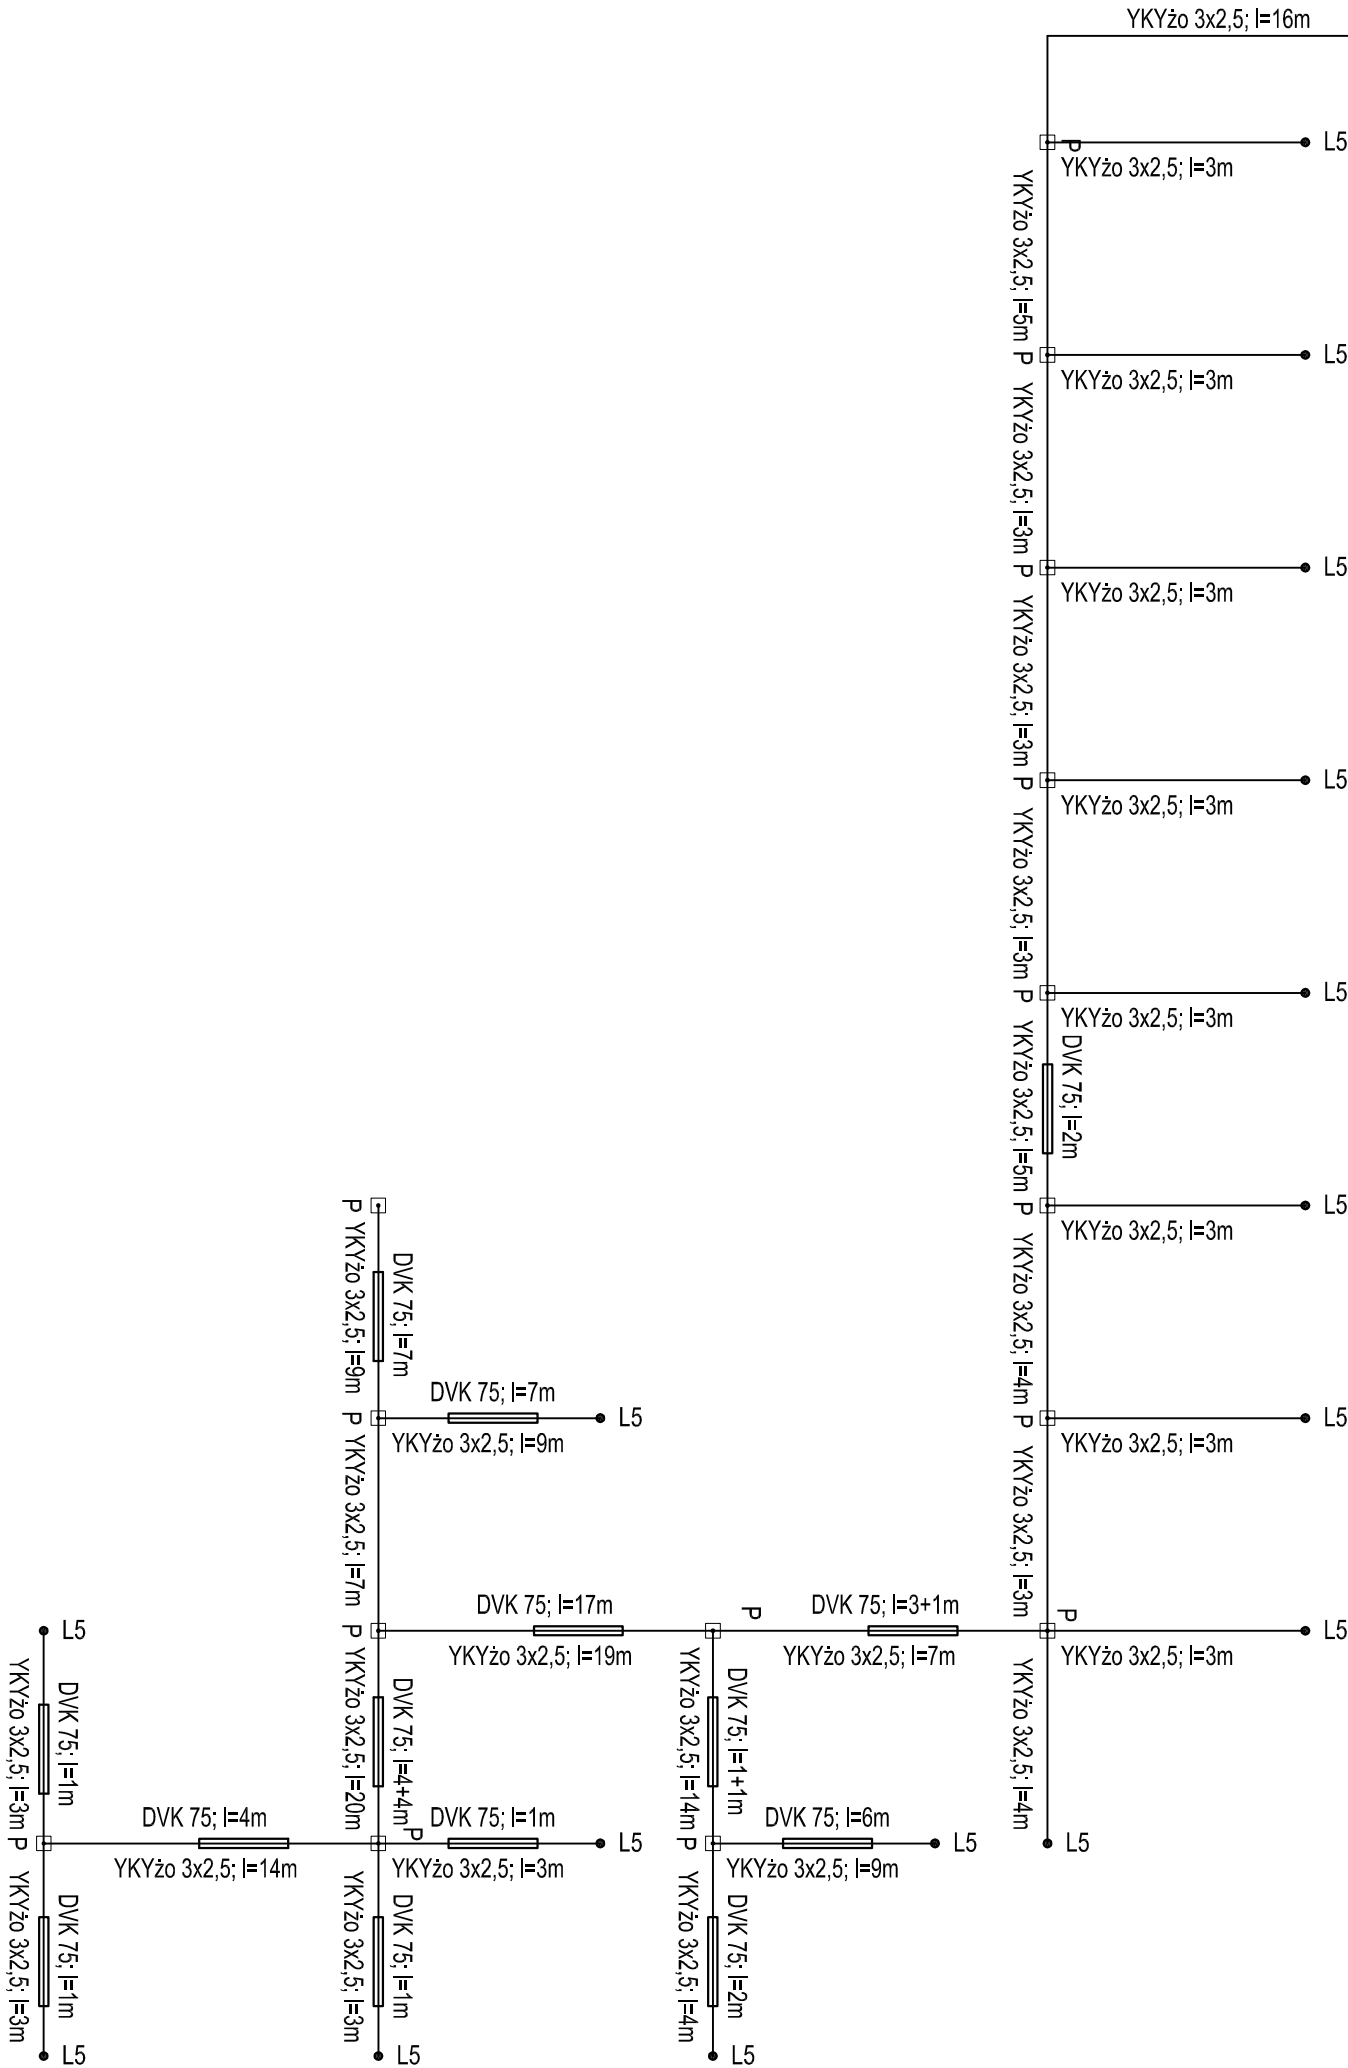 YKYżo 3x2,5; l=16m
P
L5
YKYżo 3x2,5; l=3m
YKYżo 3x2,5; l=5m
P
L5
YKYżo 3x2,5; l=3m
YKYżo 3x2,5; l=3m
P
L5
YKYżo 3x2,5; l=3m
YKYżo 3x2,5; l=3m
P
L5
YKYżo 3x2,5; l=3m
YKYżo 3x2,5; l=3m
P
L5
YKYżo 3x2,5; l=3m
YKYżo 3x2,5; l=5m
DVK 75; l=2m
P
L5
YKYżo 3x2,5; l=3m
YKYżo 3x2,5; l=4m
P
L5
YKYżo 3x2,5; l=3m
YKYżo 3x2,5; l=3m
P
L5
YKYżo 3x2,5; l=3m
YKYżo 3x2,5; l=4m
L5
P
YKYżo 3x2,5; l=9m
DVK 75; l=7m
P
DVK 75; l=7m
L5
YKYżo 3x2,5; l=9m
YKYżo 3x2,5; l=7m
P
DVK 75; l=17m
YKYżo 3x2,5; l=19m
P
DVK 75; l=3+1m
YKYżo 3x2,5; l=7m
YKYżo 3x2,5; l=14m
DVK 75; l=1+1m
P
DVK 75; l=6m
L5
YKYżo 3x2,5; l=9m
YKYżo 3x2,5; l=4m
DVK 75; l=2m
L5
YKYżo 3x2,5; l=20m
DVK 75; l=4+4m
P
DVK 75; l=1m
L5
YKYżo 3x2,5; l=3m
YKYżo 3x2,5; l=3m
DVK 75; l=1m
L5
DVK 75; l=4m
YKYżo 3x2,5; l=14m
L5
YKYżo 3x2,5; l=3m
DVK 75; l=1m
P
YKYżo 3x2,5; l=3m
DVK 75; l=1m
L5